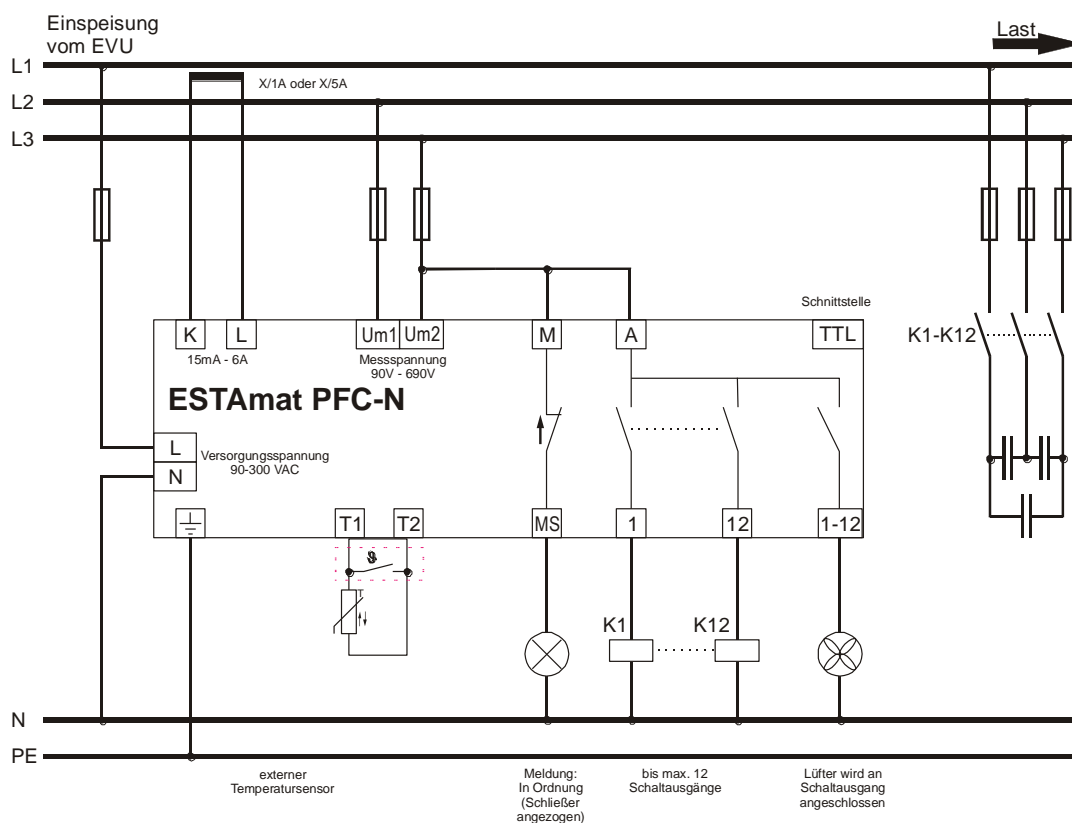 Einspeisung
vom EVU
Last
L1
X/1A oder X/5A
L2
L3
Schnittstelle
K
L
Um1
Um2
M
A
TTL
K1-K12
15mA - 6A
Messspannung
90V - 690V
ESTAmat PFC-N
L
Versorgungsspannung
90-300 VAC
N
T1
T2
MS
1
12
1-12
ϑ
K1
K12
N
PE
externer
Temperatursensor
Meldung:
In Ordnung
(Schließer
angezogen)
bis max. 12
Schaltausgänge
Lüfter wird an
Schaltausgang
angeschlossen